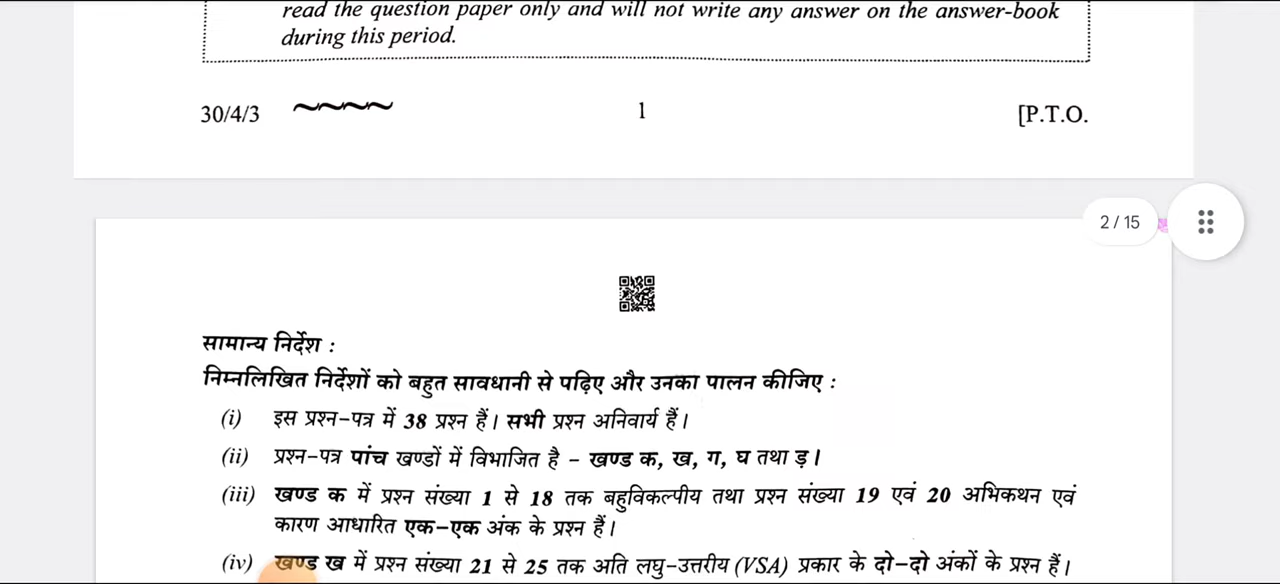 read the question paper only and will not write any answer on the answer-book
during this period.
30/4/3 1 [P.T.O.
2 / 15
सामान्य निर्देश :
निम्नलिखित निर्देशों को बहुत सावधानी से पढ़िए और उनका पालन कीजिए :
(i) इस प्रश्न-पत्र में 38 प्रश्न हैं। सभी प्रश्न अनिवार्य हैं।
(ii) प्रश्न-पत्र पांच खण्डों में विभाजित है – खण्ड क, ख, ग, घ तथा ड़।
(iii) खण्ड क में प्रश्न संख्या 1 से 18 तक बहुविकल्पीय तथा प्रश्न संख्या 19 एवं 20 अभिकथन एवं
कारण आधारित एक-एक अंक के प्रश्न हैं।
(iv) खण्ड ख में प्रश्न संख्या 21 से 25 तक अति लघु-उत्तरीय (VSA) प्रकार के दो-दो अंकों के प्रश्न हैं।